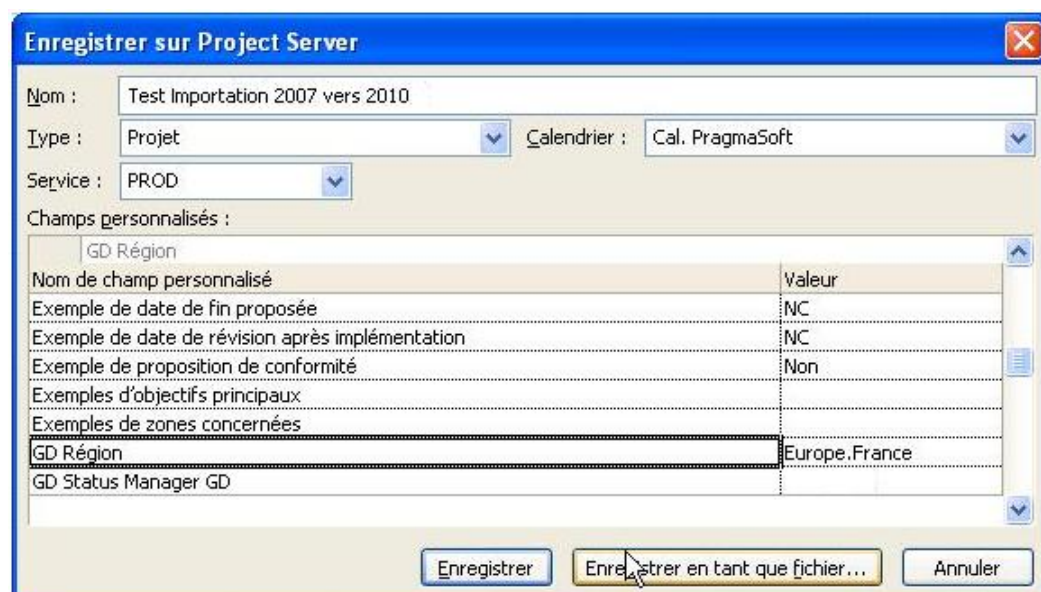 Enregistrer sur Project Server
Nom : Test Importation 2007 vers 2010
Type : Projet Calendrier : Cal. PragmaSoft
Service : PROD
Champs personnalisés :
GD Région
Nom de champ personnalisé Valeur
Exemple de date de fin proposée NC
Exemple de date de révision après implémentation NC
Exemple de proposition de conformité Non
Exemples d'objectifs principaux
Exemples de zones concernées
GD Région Europe.France
GD Status Manager GD
Enregistrer Enregistrer en tant que fichier... Annuler